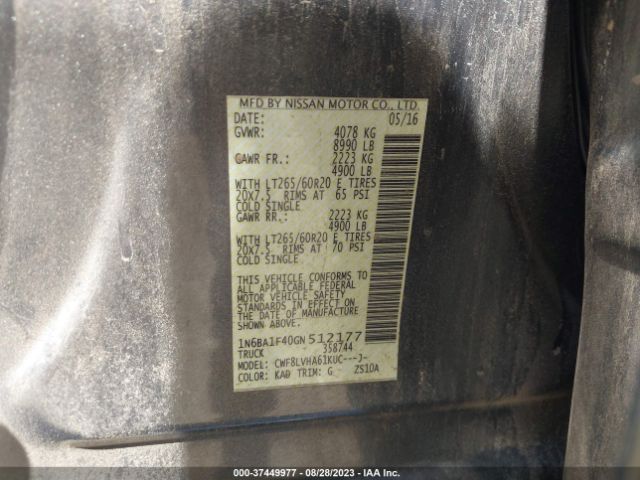 MFD BY NISSAN MOTOR CO., LTD.
DATE: 05/16
GVWR: 4078 KG
8990 LB
GAWR FR.: 2223 KG
4900 LB
WITH LT265/60R20 E TIRES
20X7.5 RIMS AT 65 PSI
COLD SINGLE
GAWR RR.: 2223 KG
4900 LB
WITH LT265/60R20 E TIRES
20X7.5 RIMS AT 70 PSI
COLD SINGLE
THIS VEHICLE CONFORMS TO
ALL APPLICABLE FEDERAL
MOTOR VEHICLE SAFETY
STANDARDS IN EFFECT ON
THE DATE OF MANUFACTURE
SHOWN ABOVE.
1N6BA1F40GN512177
TRUCK 358744
MODEL: CWF8LVHA61KUC---J-
COLOR: KAD TRIM: G ZS10A
000-37449977 - 08/28/2023 - IAA Inc.